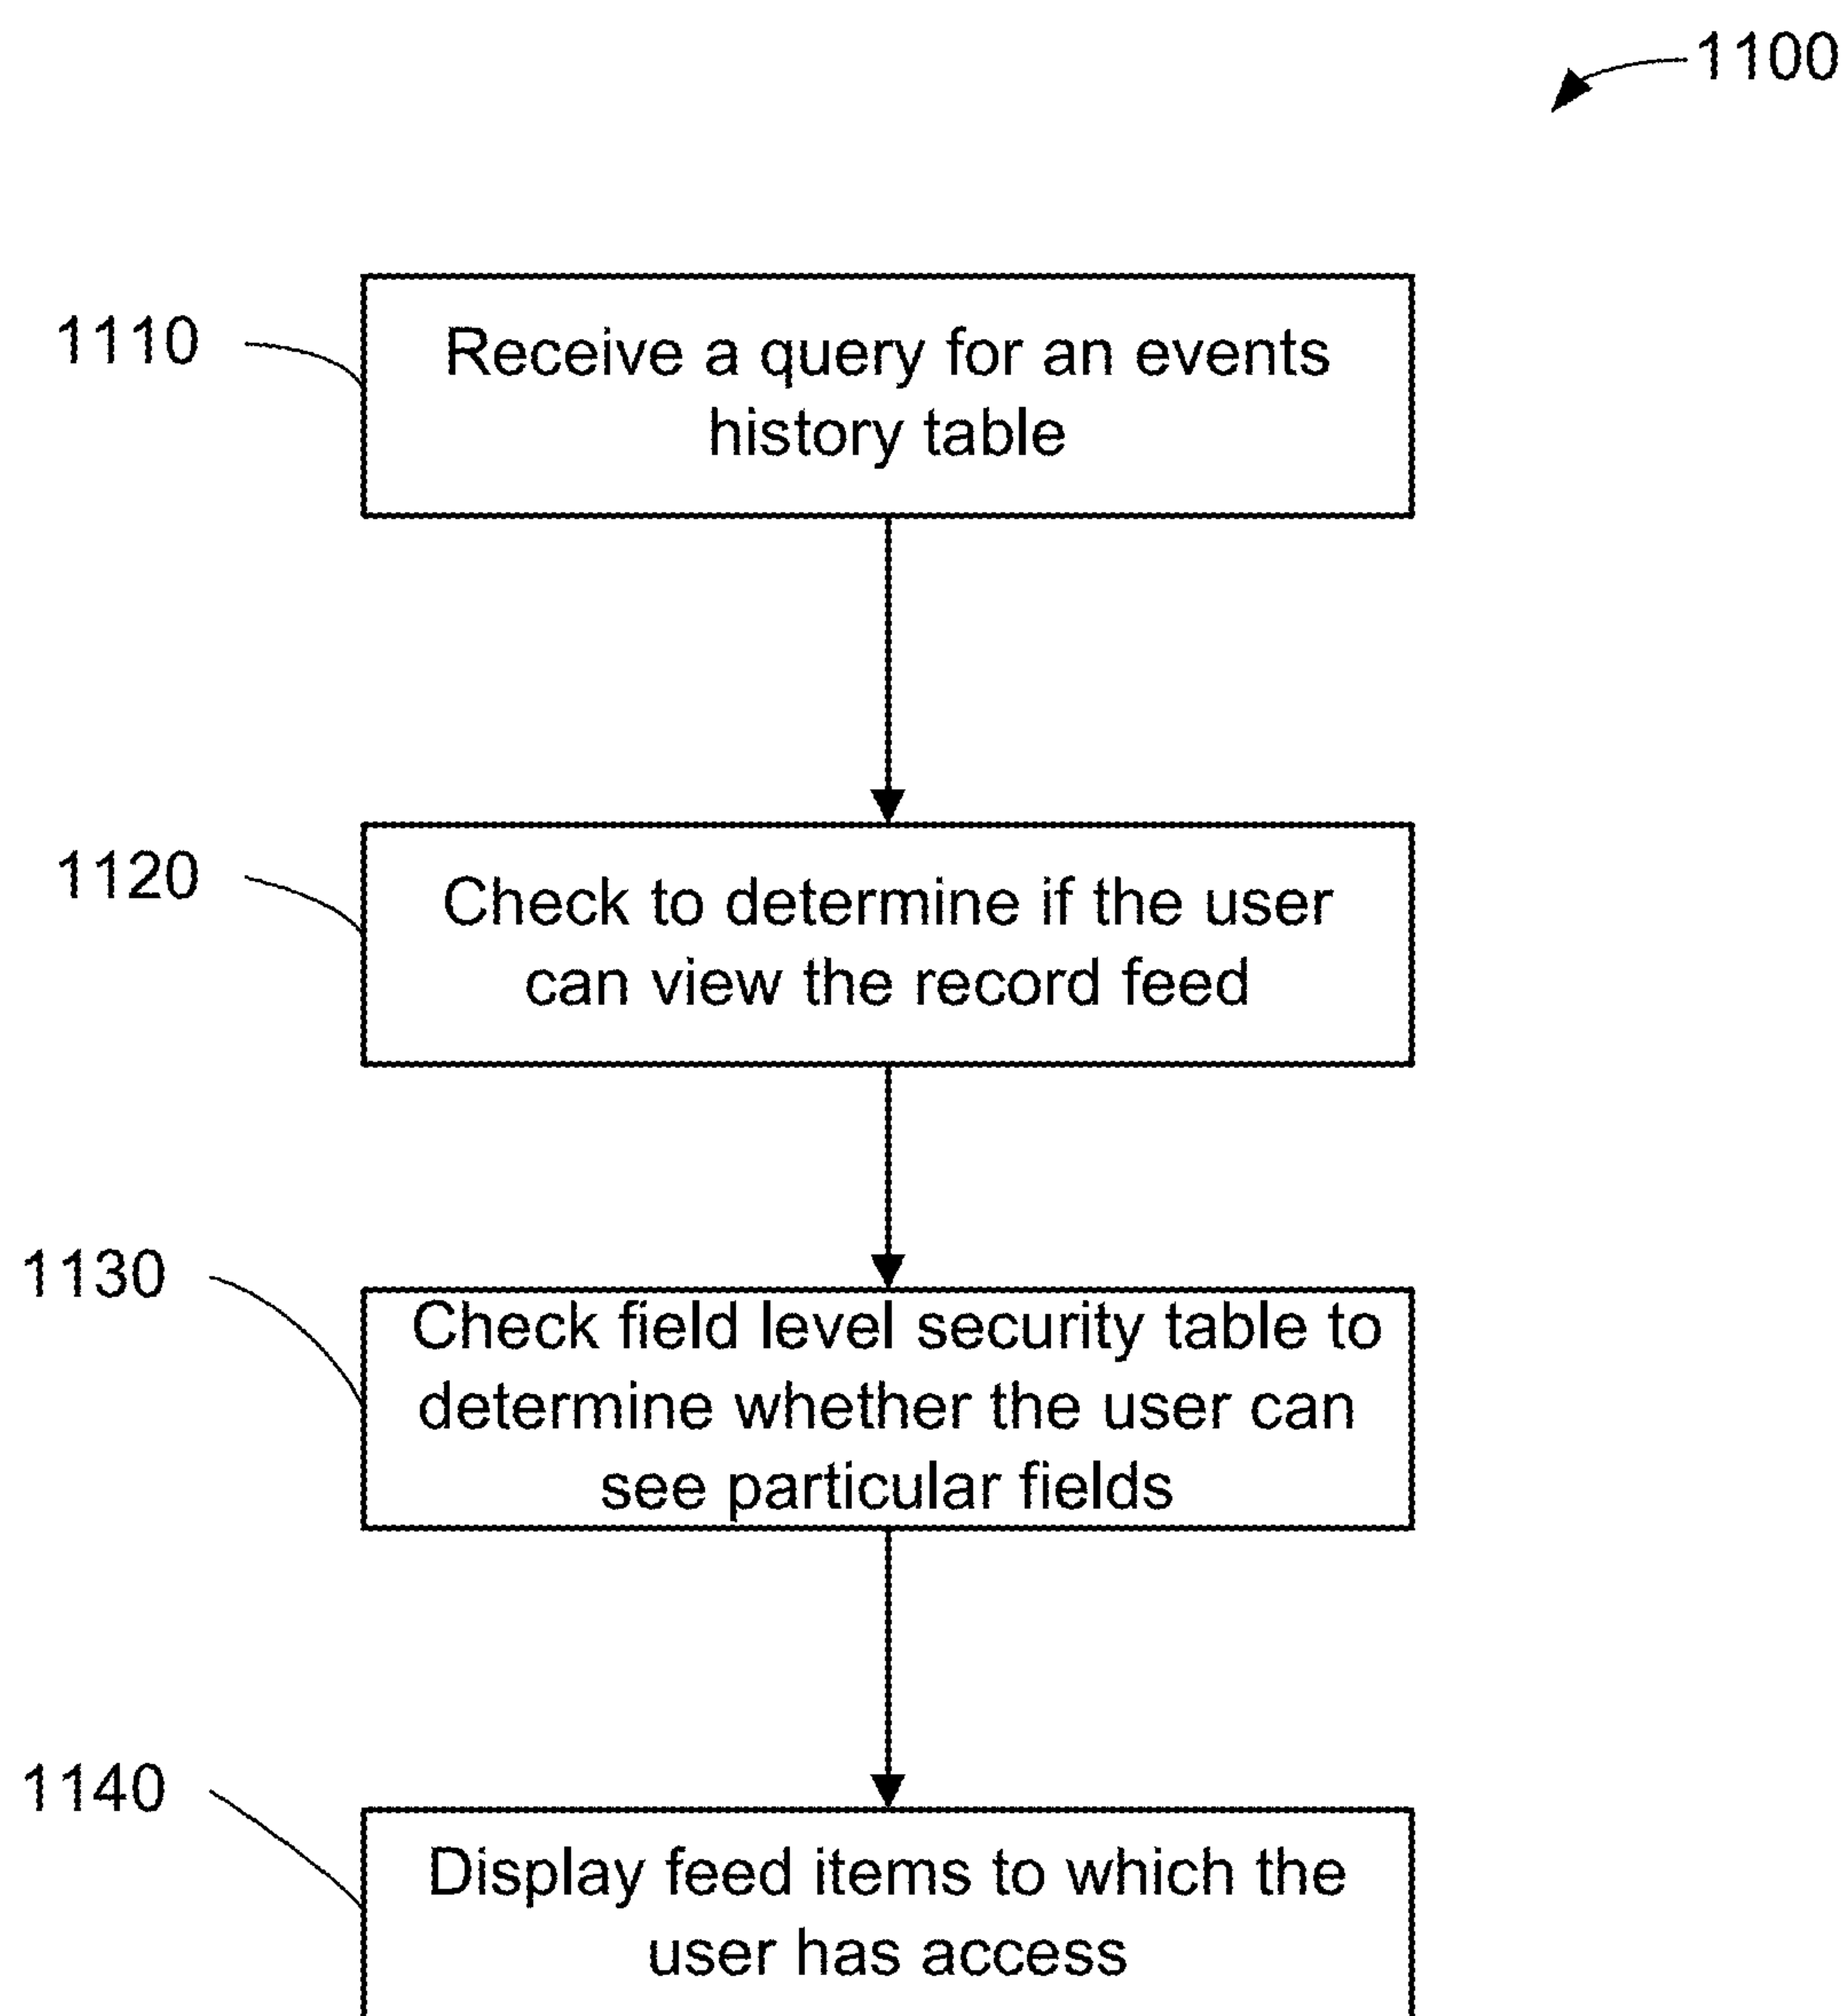 1100
1110
Receive a query for an events
history table
1120
Check to determine if the user
can view the record feed
1130
Check field level security table to
determine whether the user can
see particular fields
1140
Display feed items to which the
user has access